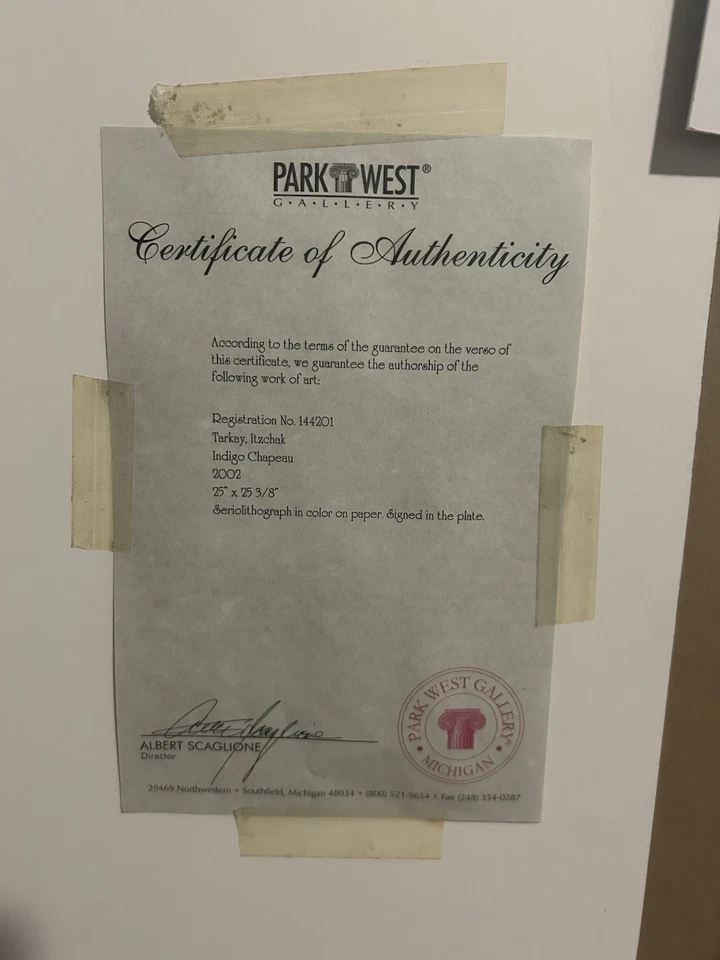 PARK WEST®
G·A·L·L·E·R·Y
Certificate of Authenticity
According to the terms of the guarantee on the verso of
this certificate, we guarantee the authorship of the
following work of art:
Registration No. 144201
Tarkay, Itzchak
Indigo Chapeau
2002
25" x 25 3/8"
Seriolithograph in color on paper. Signed in the plate.
ALBERT SCAGLIONE
Director
PARK WEST GALLERY
• MICHIGAN •
29469 Northwestern • Southfield, Michigan 48034 • (800) 521-9654 • Fax (248) 354-0387